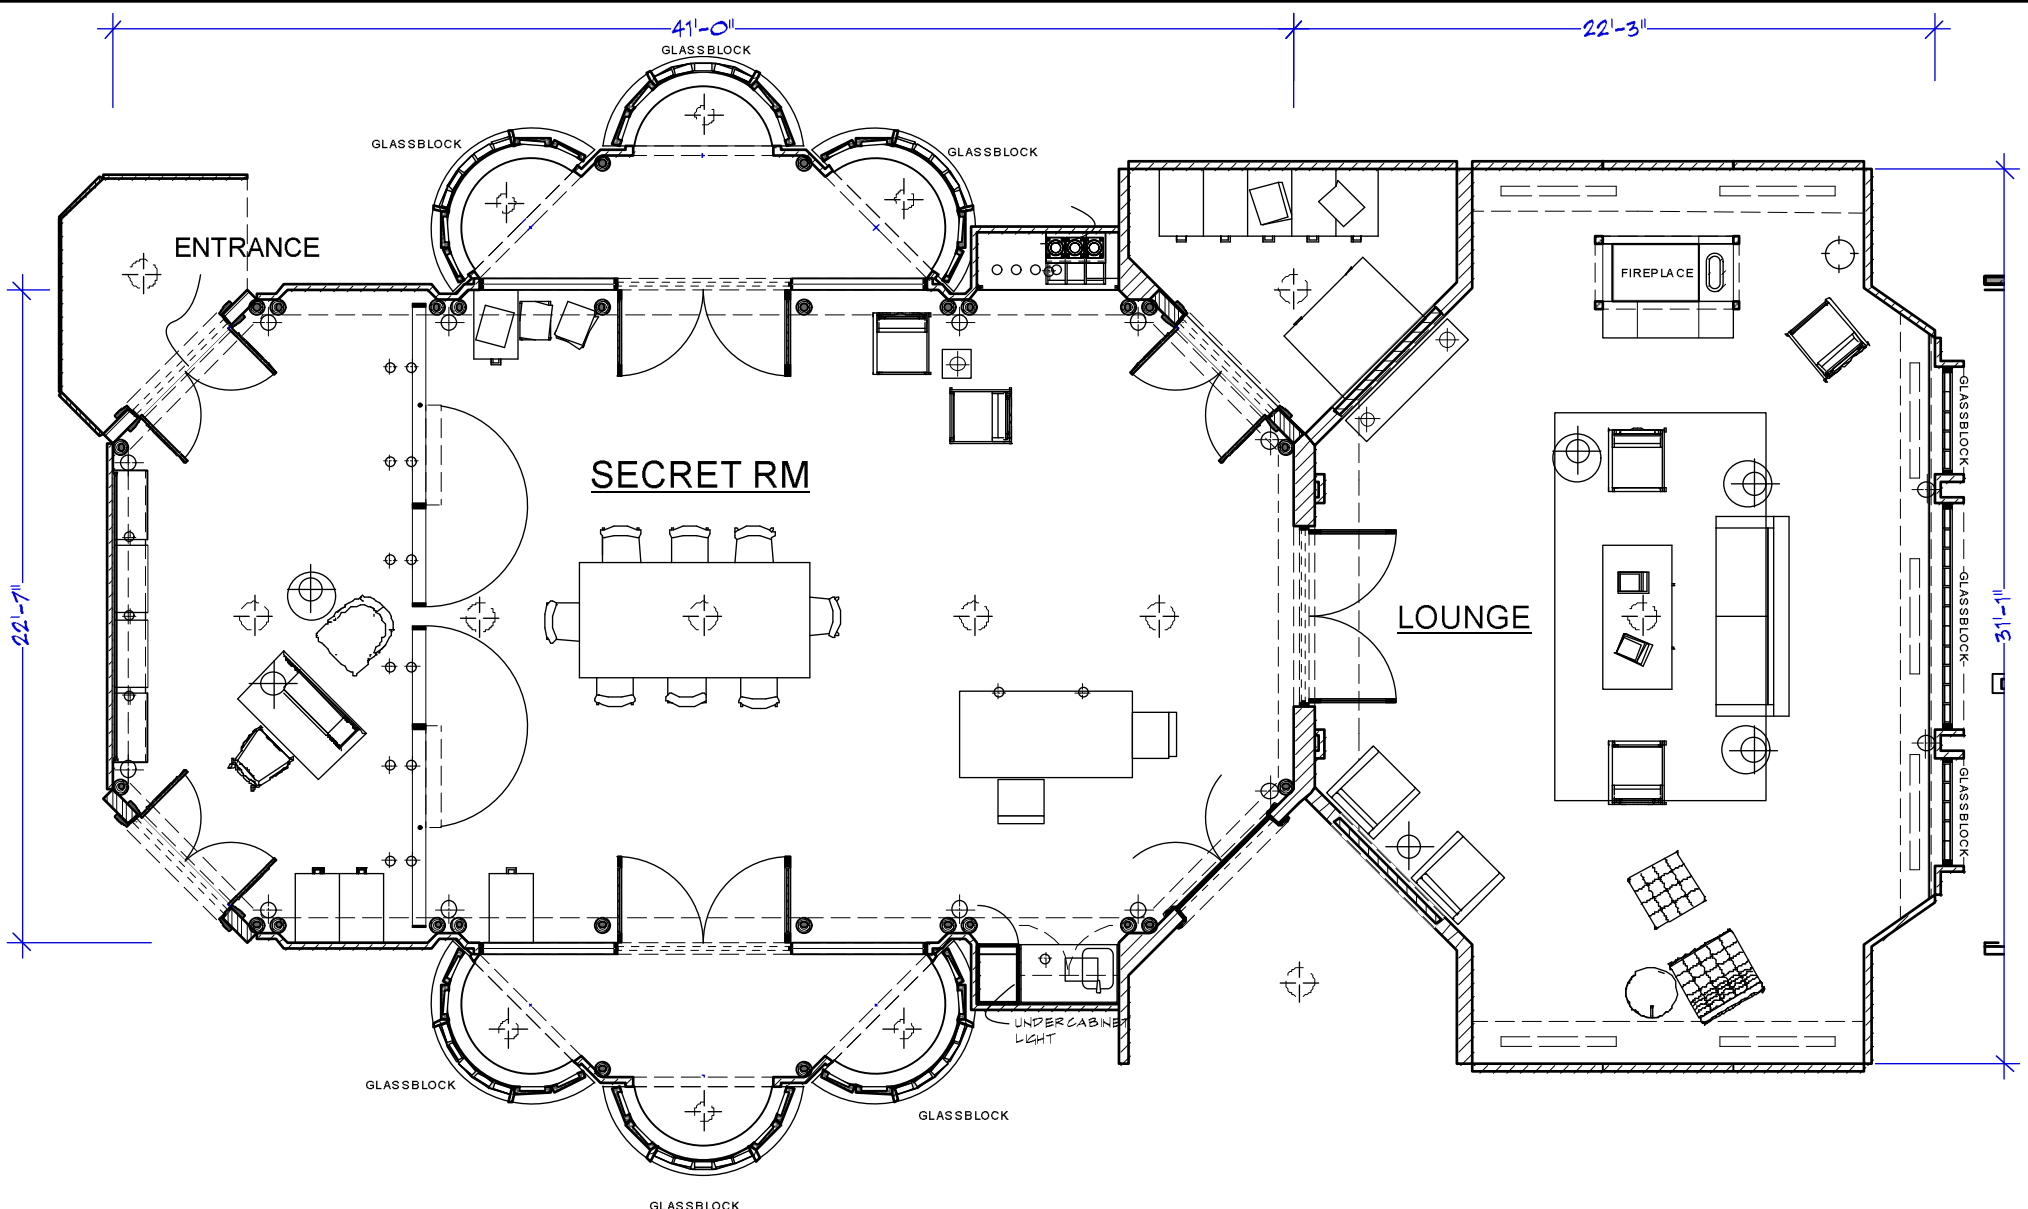 41'-0"
22'-3"
GLASSBLOCK
GLASSBLOCK
GLASSBLOCK
ENTRANCE
FIREPLACE
GLASSBLOCK
SECRET RM
22'-7"
LOUNGE
GLASSBLOCK
31'-1"
GLASSBLOCK
UNDERCABINET
LIGHT
GLASSBLOCK
GLASSBLOCK
GLASSBLOCK